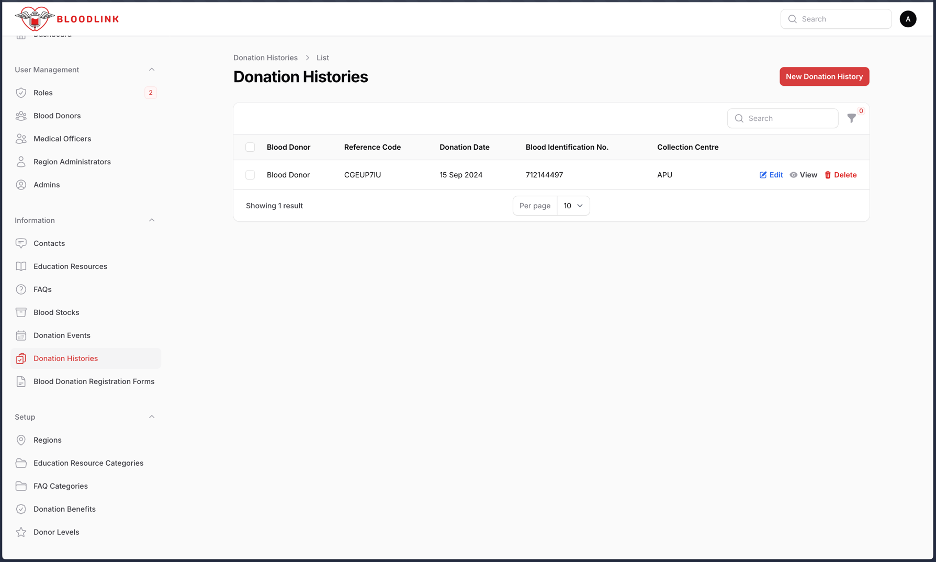 BLOODLINK
Search
A
Dashboard
User Management
Roles
2
Blood Donors
Medical Officers
Region Administrators
Admins
Information
Contacts
Education Resources
FAQs
Blood Stocks
Donation Events
Donation Histories
Blood Donation Registration Forms
Setup
Regions
Education Resource Categories
FAQ Categories
Donation Benefits
Donor Levels
Donation Histories > List
Donation Histories
New Donation History
Search
0
Blood Donor Reference Code Donation Date Blood Identification No. Collection Centre
Blood Donor CGEUP7IU 15 Sep 2024 712144497 APU Edit View Delete
Showing 1 result
Per page 10